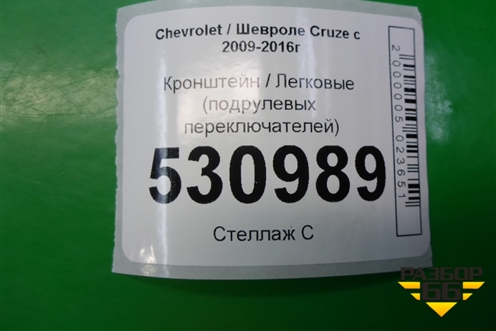 Chevrolet / Шевроле Cruze с
2009-2016г
Кронштейн / Легковые
(подрулевых
переключателей)
530989
Стеллаж С
2000005023651
РАЗБОР
66